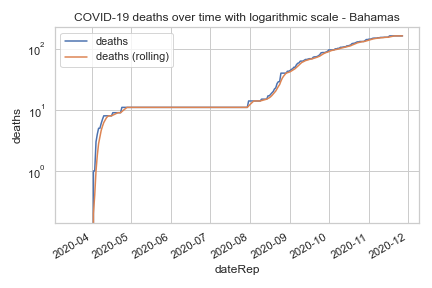 COVID-19 deaths over time with logarithmic scale - Bahamas
deaths
deaths (rolling)
10²
10¹
10⁰
deaths
2020-04
2020-05
2020-06
2020-07
2020-08
2020-09
2020-10
2020-11
2020-12
dateRep